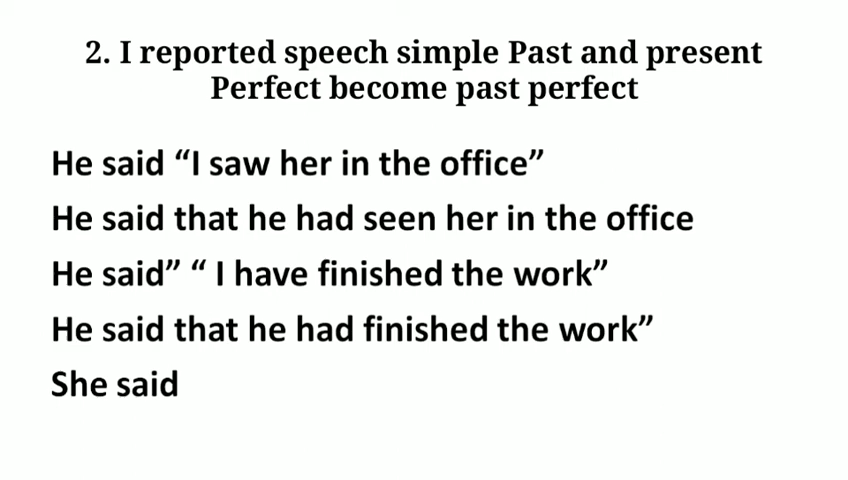 2. I reported speech simple Past and present
Perfect become past perfect
He said “I saw her in the office”
He said that he had seen her in the office
He said” “ I have finished the work”
He said that he had finished the work”
She said